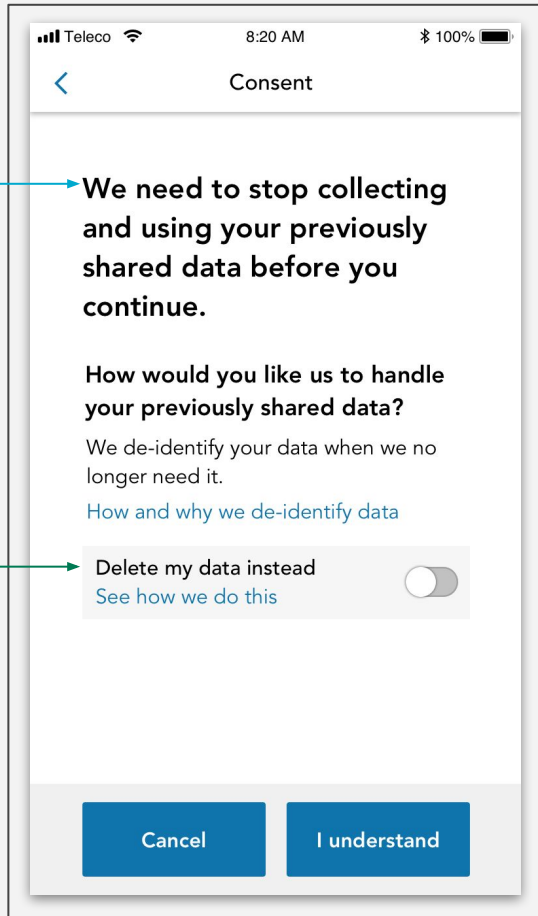 Teleco 8:20 AM 100%
Consent
We need to stop collecting
and using your previously
shared data before you
continue.
How would you like us to handle
your previously shared data?
We de-identify your data when we no
longer need it.
How and why we de-identify data
Delete my data instead
See how we do this
Cancel I understand